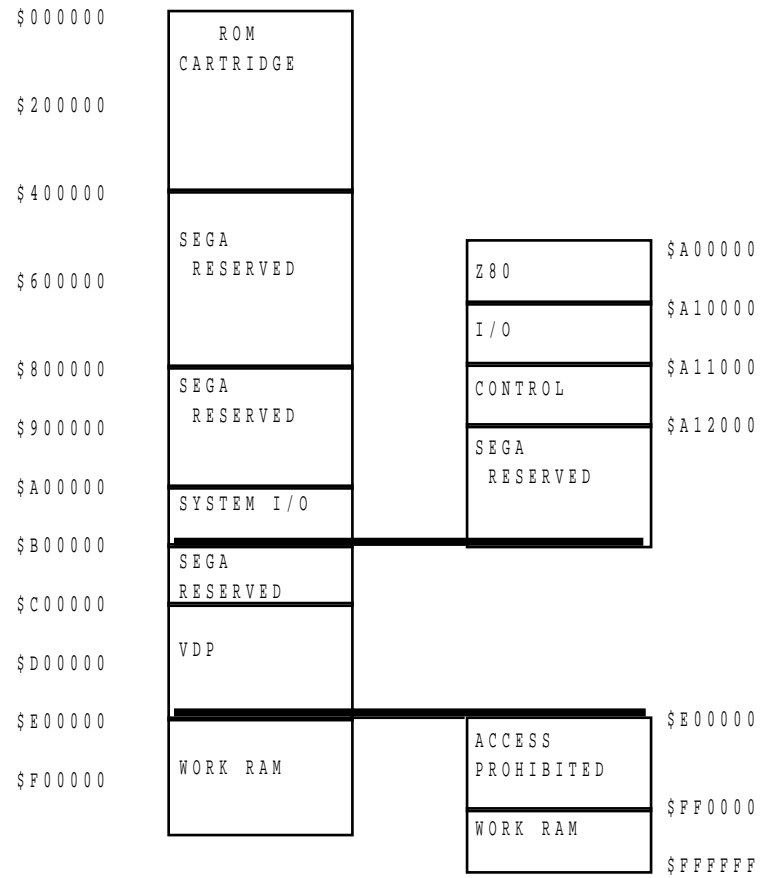 $000000
ROM
CARTRIDGE
$200000
$400000
SEGA
RESERVED
$600000
$800000
SEGA
RESERVED
$900000
$A00000
SYSTEM I/O
$B00000
SEGA
RESERVED
$C00000
VDP
$D00000
$E00000
WORK RAM
$F00000
$A00000
Z80
$A10000
I/O
$A11000
CONTROL
$A12000
SEGA
RESERVED
$E00000
ACCESS
PROHIBITED
$FF0000
WORK RAM
$FFFFFF